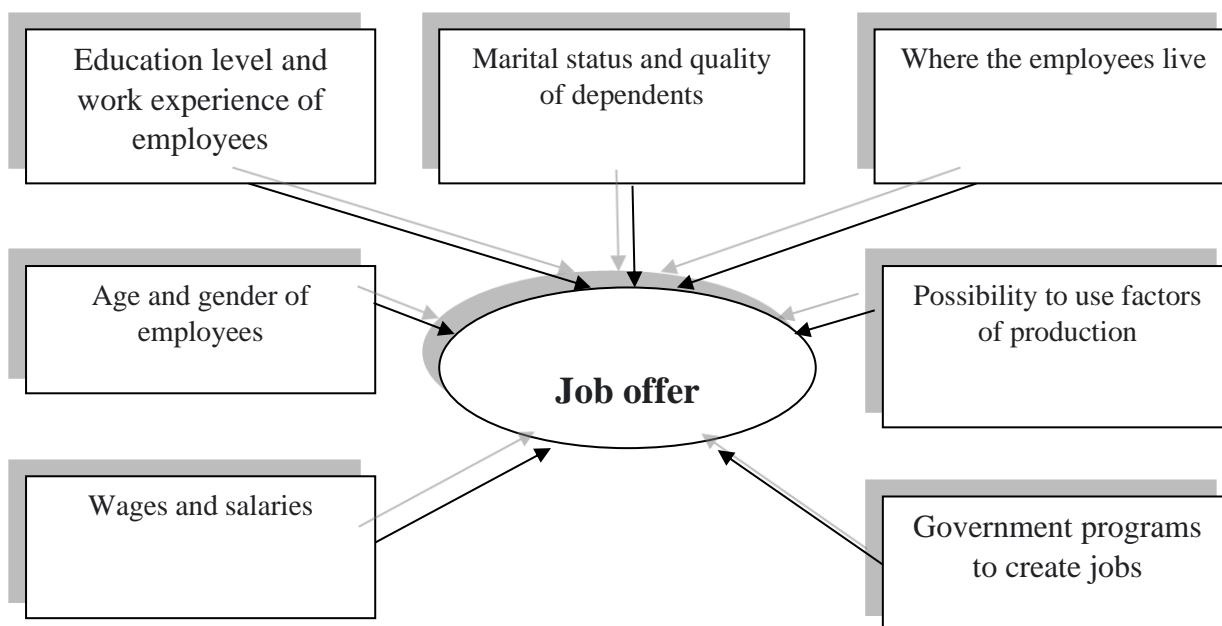 Education level and
work experience of
employees
Marital status and quality
of dependents
Where the employees live
Age and gender of
employees
Possibility to use factors
of production
Job offer
Wages and salaries
Government programs
to create jobs